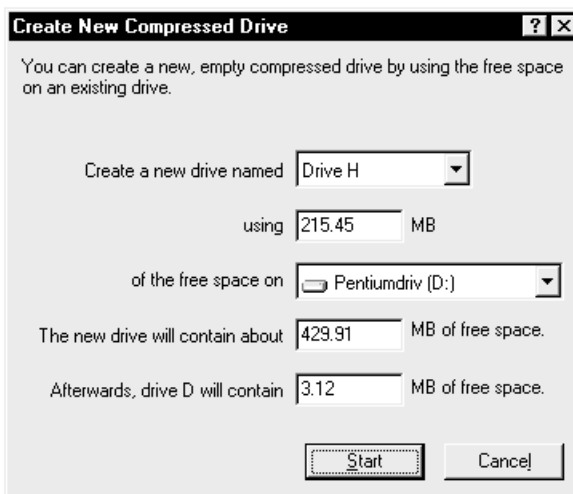 Create New Compressed Drive
You can create a new, empty compressed drive by using the free space
on an existing drive.
Create a new drive named Drive H
using 215.45 MB
of the free space on Pentiumdriv (D:)
The new drive will contain about 429.91 MB of free space.
Afterwards, drive D will contain 3.12 MB of free space.
Start Cancel